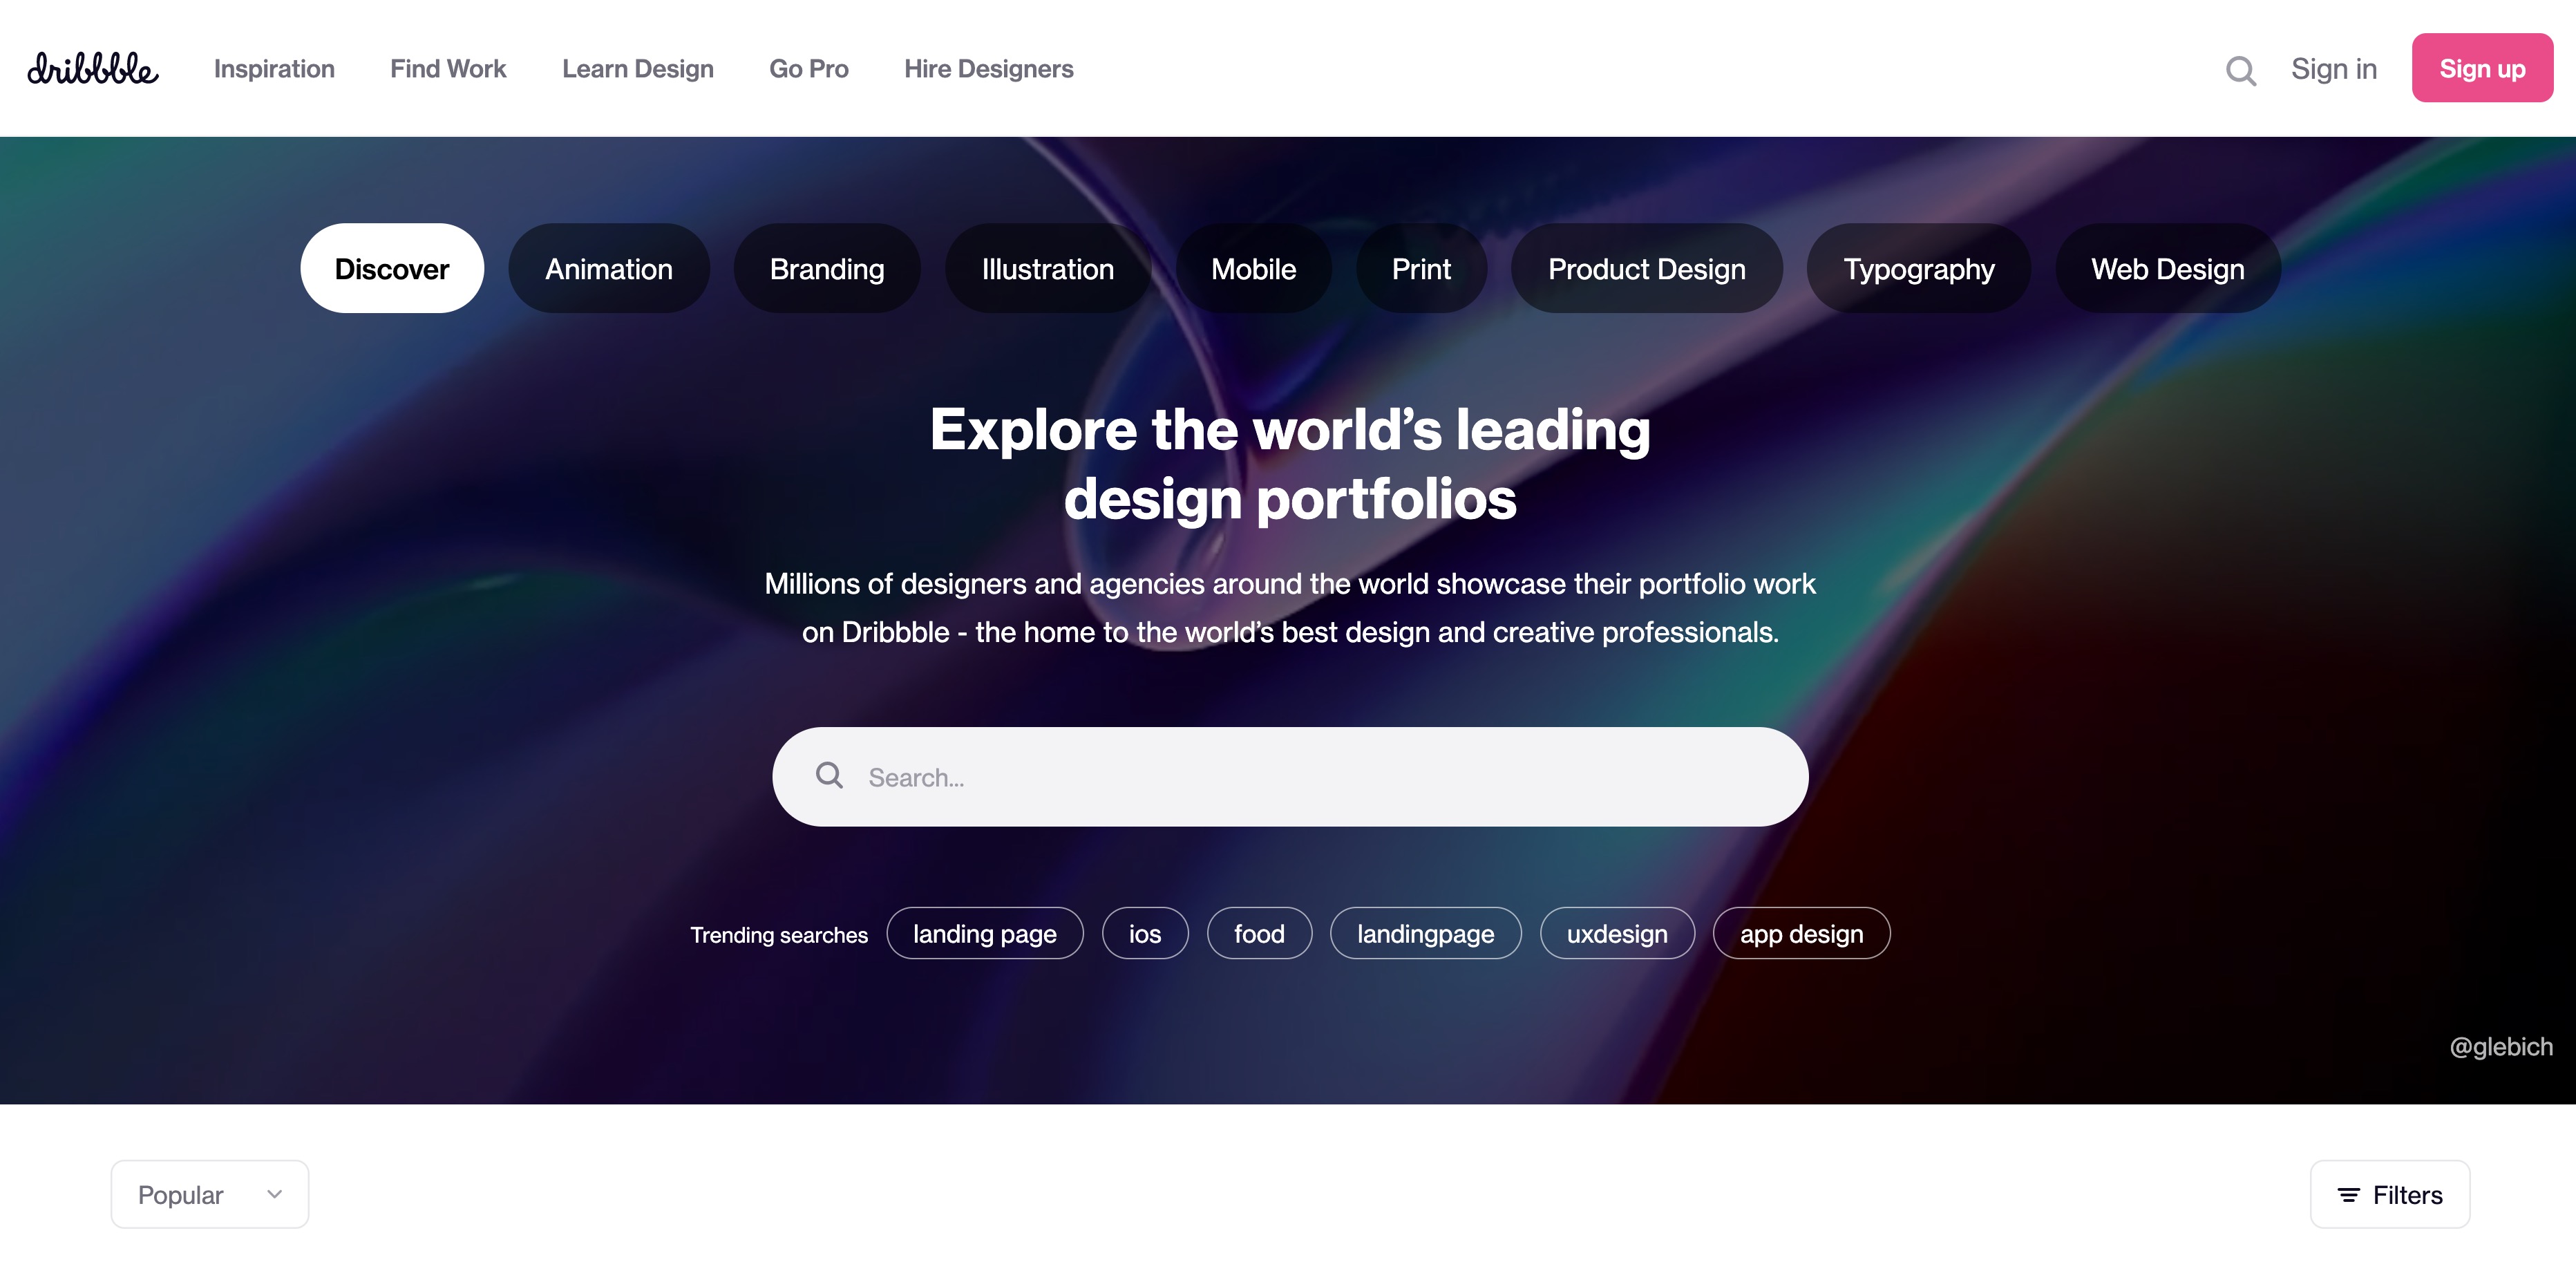 dribbble Inspiration Find Work Learn Design Go Pro Hire Designers Sign in Sign up
Discover Animation Branding Illustration Mobile Print Product Design Typography Web Design
Explore the world’s leading
design portfolios
Millions of designers and agencies around the world showcase their portfolio work
on Dribbble - the home to the world’s best design and creative professionals.
Search...
Trending searches landing page ios food landingpage uxdesign app design
@glebich
Popular Filters